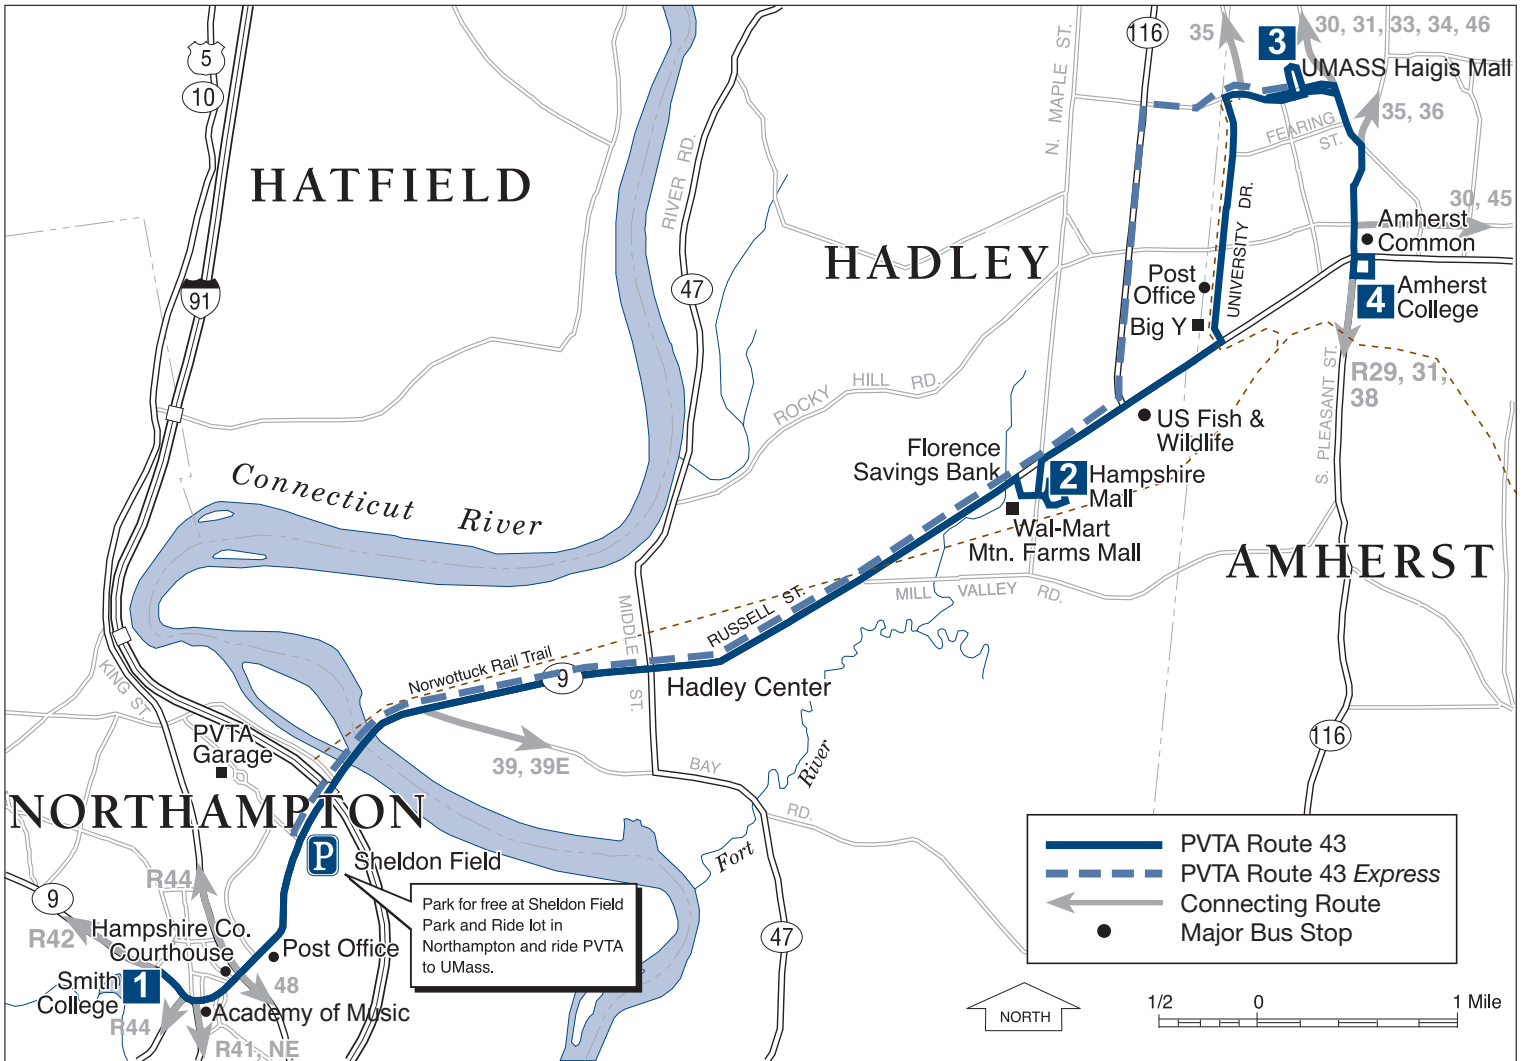 5
10
91
HATFIELD
RIVER RD.
47
N. MAPLE ST.
116
35
30, 31, 33, 34, 46
3
UMASS Haigis Mall
35, 36
FEARING
ST.
30, 45
Amherst
Common
HADLEY
Post
Office
Big Y
UNIVERSITY DR.
4
Amherst
College
R29, 31,
38
S. PLEASANT ST.
ROCKY HILL RD.
US Fish &
Wildlife
Florence
Savings Bank
2
Hampshire
Mall
Wal-Mart
Mtn. Farms Mall
AMHERST
Connecticut River
MILL VALLEY RD.
RUSSELL ST.
MIDDLE ST.
Norwottuck Rail Trail
9
Hadley Center
KING ST.
PVTA
Garage
39, 39E
BAY
RD.
Fort River
116
NORTHAMPTON
P
Sheldon Field
Park for free at Sheldon Field
Park and Ride lot in
Northampton and ride PVTA
to UMass.
R44
9
R42
Hampshire Co.
Courthouse
Post Office
Smith
College
1
48
Academy of Music
R44
R41, NE
47
PVTA Route 43
PVTA Route 43 Express
Connecting Route
Major Bus Stop
NORTH
1/2 0 1 Mile